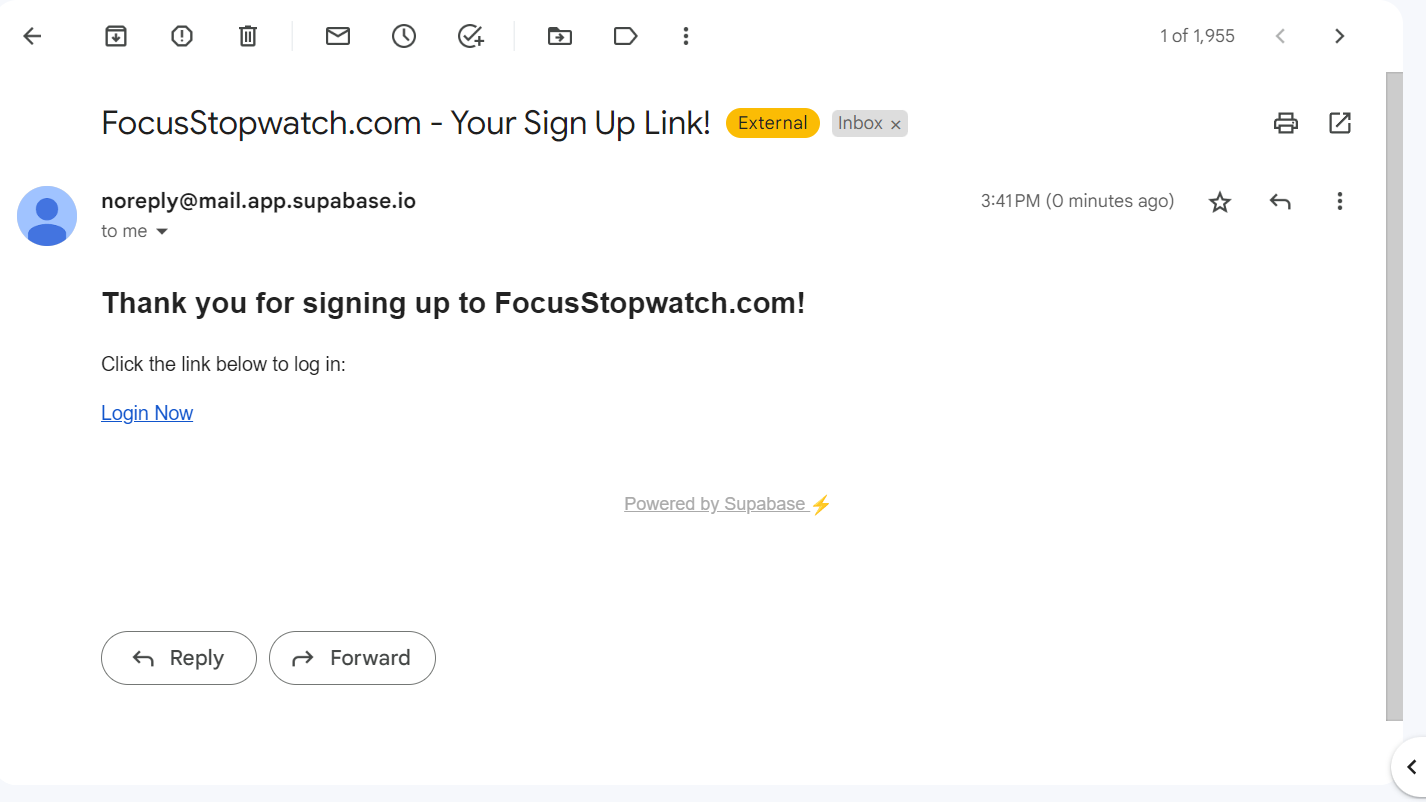 1 of 1,955
FocusStopwatch.com - Your Sign Up Link! External Inbox ×
noreply@mail.app.supabase.io 3:41 PM (0 minutes ago)
to me
Thank you for signing up to FocusStopwatch.com!
Click the link below to log in:
Login Now
Powered by Supabase ⚡
Reply Forward